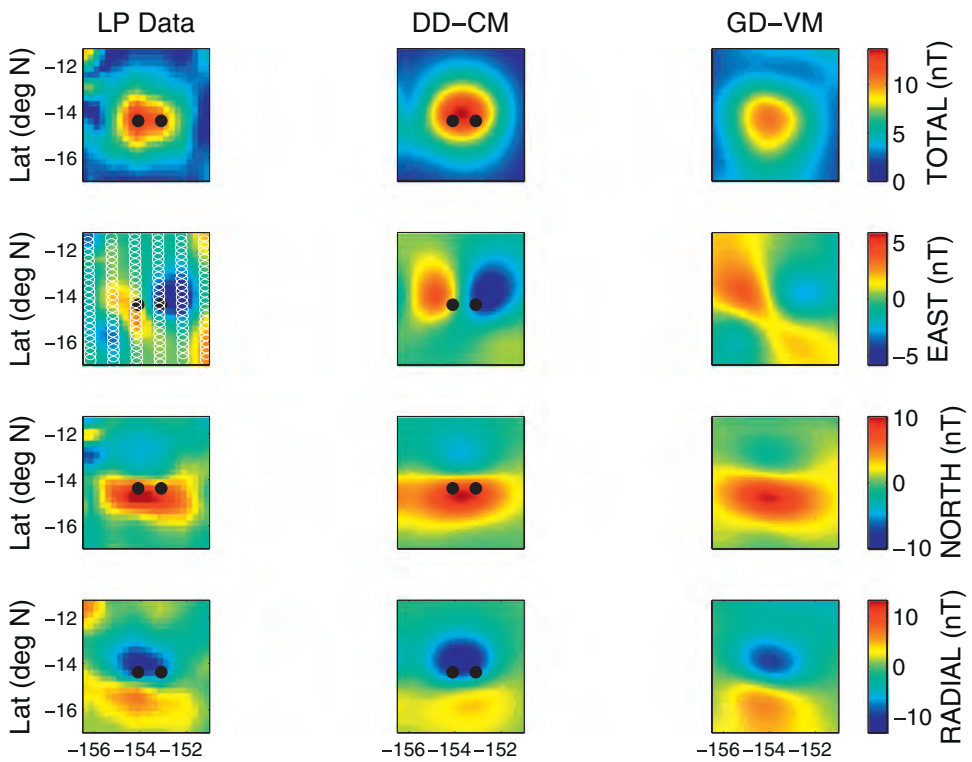 LP Data DD−CM GD−VM
Lat (deg N) −12 −14 −16 10 5 0 TOTAL (nT)
Lat (deg N) −12 −14 −16 5 0 −5 EAST (nT)
Lat (deg N) −12 −14 −16 10 0 −10 NORTH (nT)
Lat (deg N) −12 −14 −16 10 0 −10 RADIAL (nT)
−156 −154 −152 −156 −154 −152 −156 −154 −152